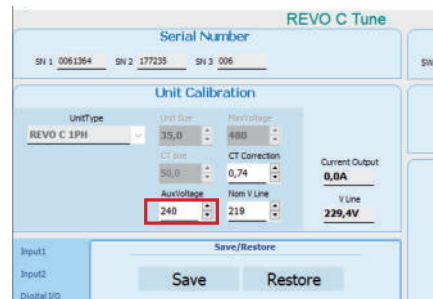 REVO C Tune
Serial Number
SN 1 0061364 SN 2 177235 SN 3 006
SW
Unit Calibration
UnitType Unit Size MaxVoltage
REVO C 1PH 35,0 480
CT size CT Correction Current Output
50,0 0,74 0,0A
AuxVoltage Nom V Line V Line
240 219 229,4V
Input1 Save/Restore
Input2 Save Restore
Digital I/O